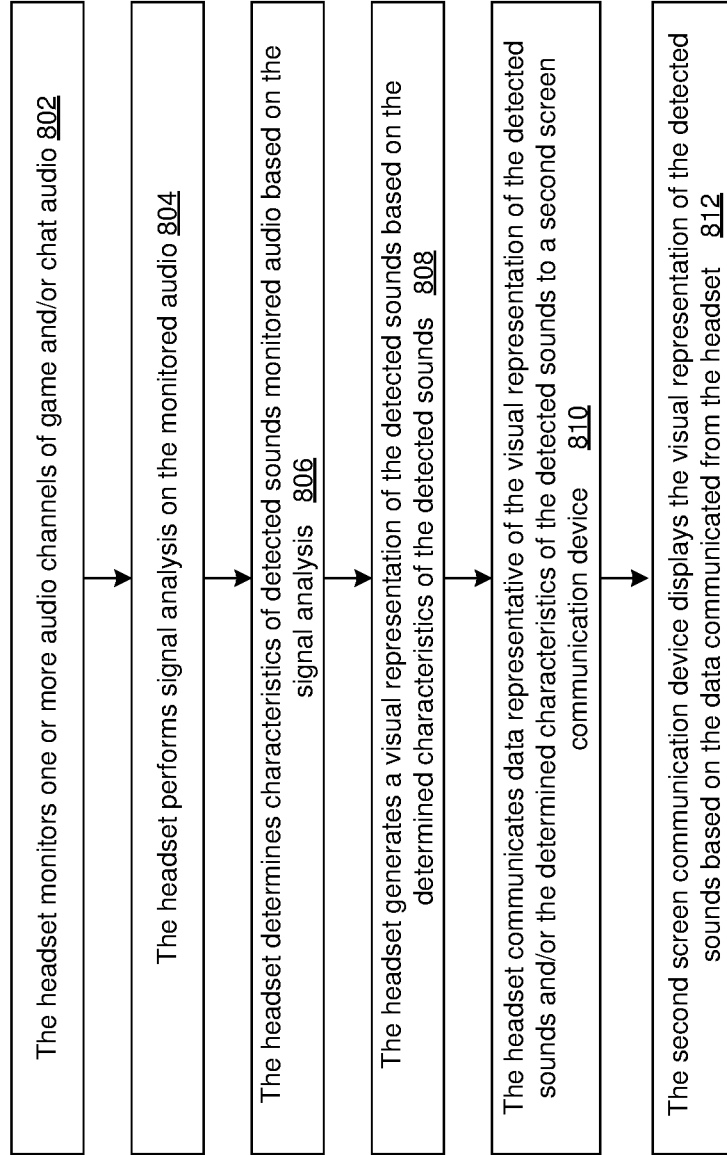 The headset monitors one or more audio channels of game and/or chat audio 802
The headset performs signal analysis on the monitored audio 804
The headset determines characteristics of detected sounds monitored audio based on the
signal analysis 806
The headset generates a visual representation of the detected sounds based on the
determined characteristics of the detected sounds 808
The headset communicates data representative of the visual representation of the detected
sounds and/or the determined characteristics of the detected sounds to a second screen
communication device 810
The second screen communication device displays the visual representation of the detected
sounds based on the data communicated from the headset 812